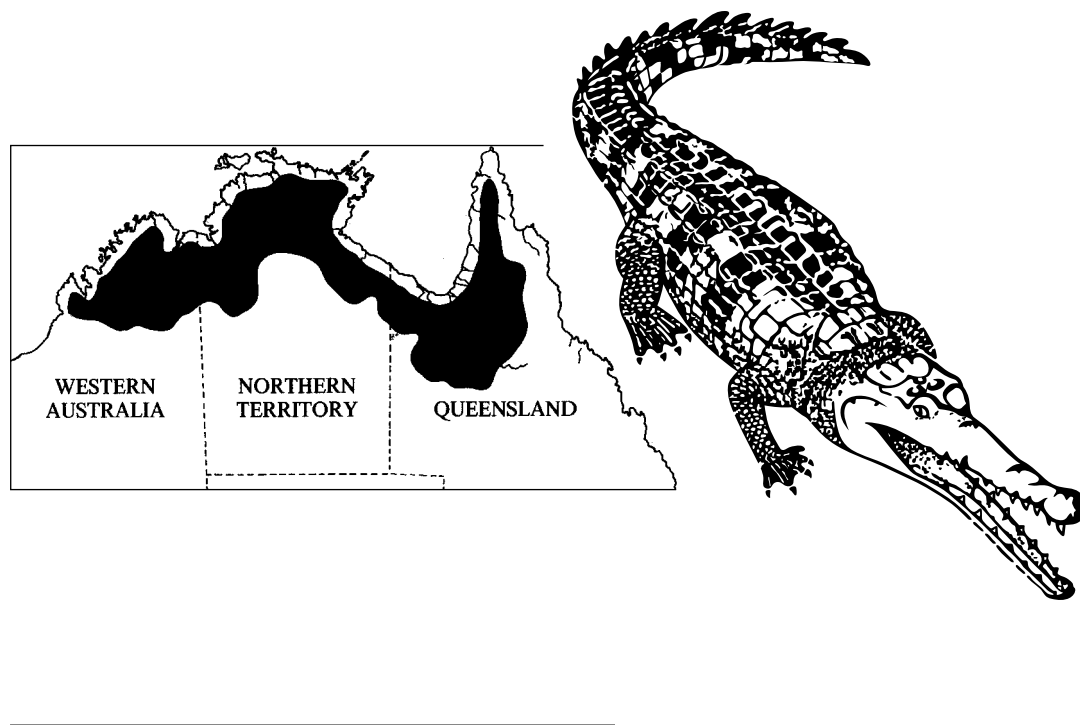 WESTERN
AUSTRALIA
NORTHERN
TERRITORY
QUEENSLAND